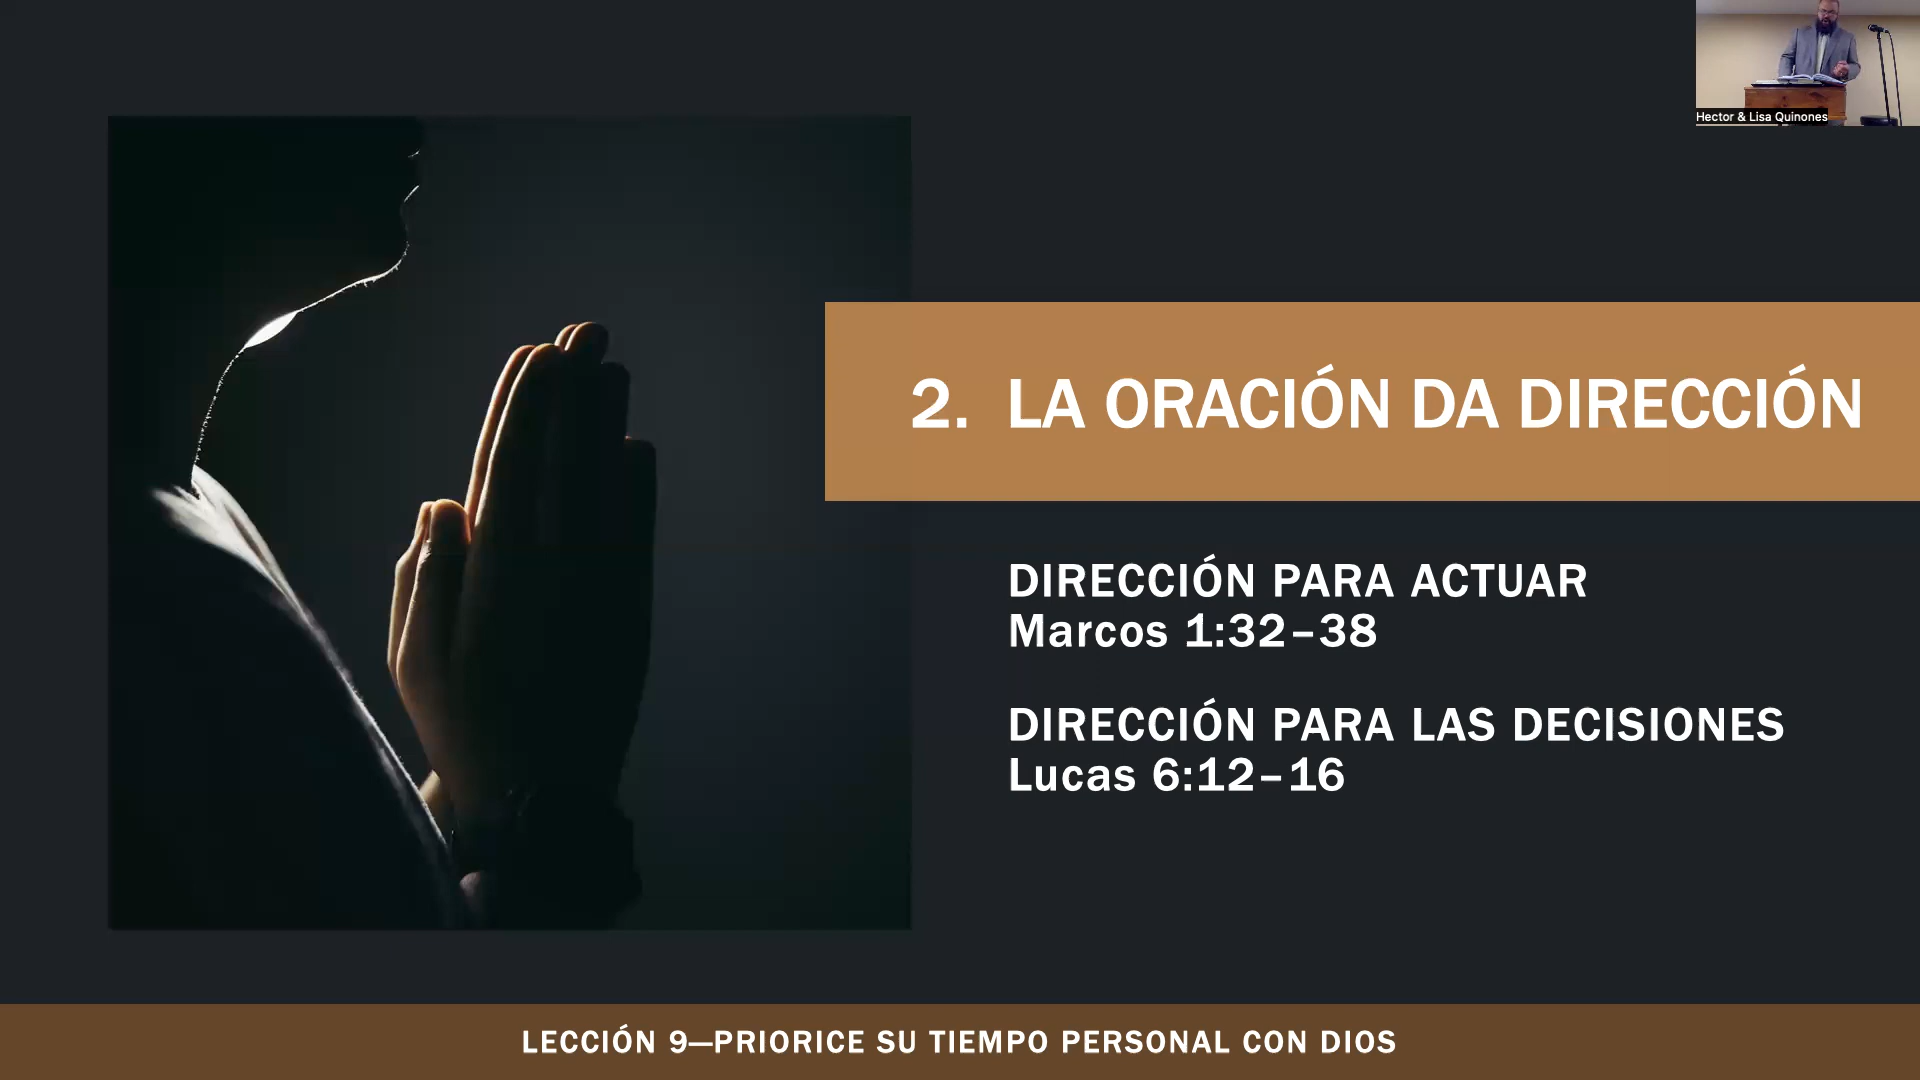 Hector & Lisa Quinones
2. LA ORACIÓN DA DIRECCIÓN
DIRECCIÓN PARA ACTUAR
Marcos 1:32–38
DIRECCIÓN PARA LAS DECISIONES
Lucas 6:12–16
LECCIÓN 9—PRIORICE SU TIEMPO PERSONAL CON DIOS